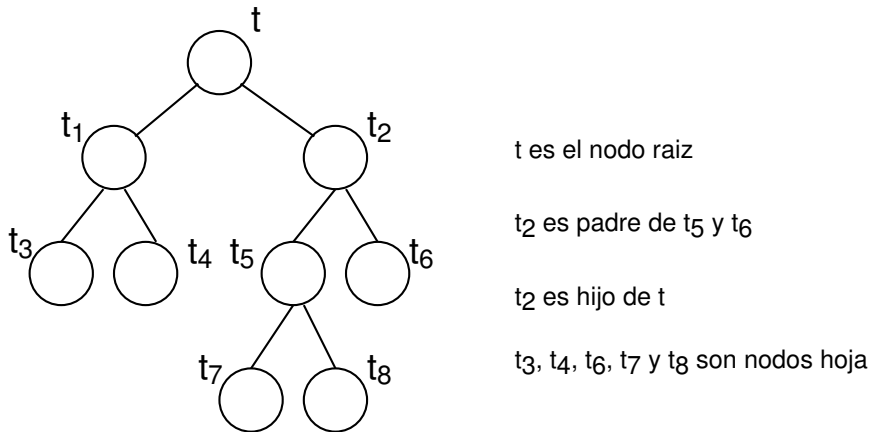 t
t₁
t₂
t es el nodo raiz
t₂ es padre de t₅ y t₆
t₃
t₄
t₅
t₆
t₂ es hijo de t
t₇
t₈
t₃, t₄, t₆, t₇ y t₈ son nodos hoja